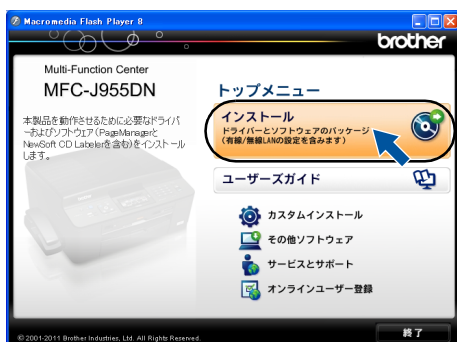 Macromedia Flash Player 8
brother
Multi-Function Center
MFC-J955DN
本製品を動作させるために必要なドライバ
ーおよびソフトウェア(PageManagerと
NewSoft CD Labelerを含む)をインストール
します。
トップメニュー
インストール
ドライバーとソフトウェアのパッケージ
(有線/無線LANの設定を含みます)
ユーザーズガイド
カスタムインストール
その他ソフトウェア
サービスとサポート
オンラインユーザー登録
© 2001-2011 Brother Industries, Ltd. All Rights Reserved.
終了